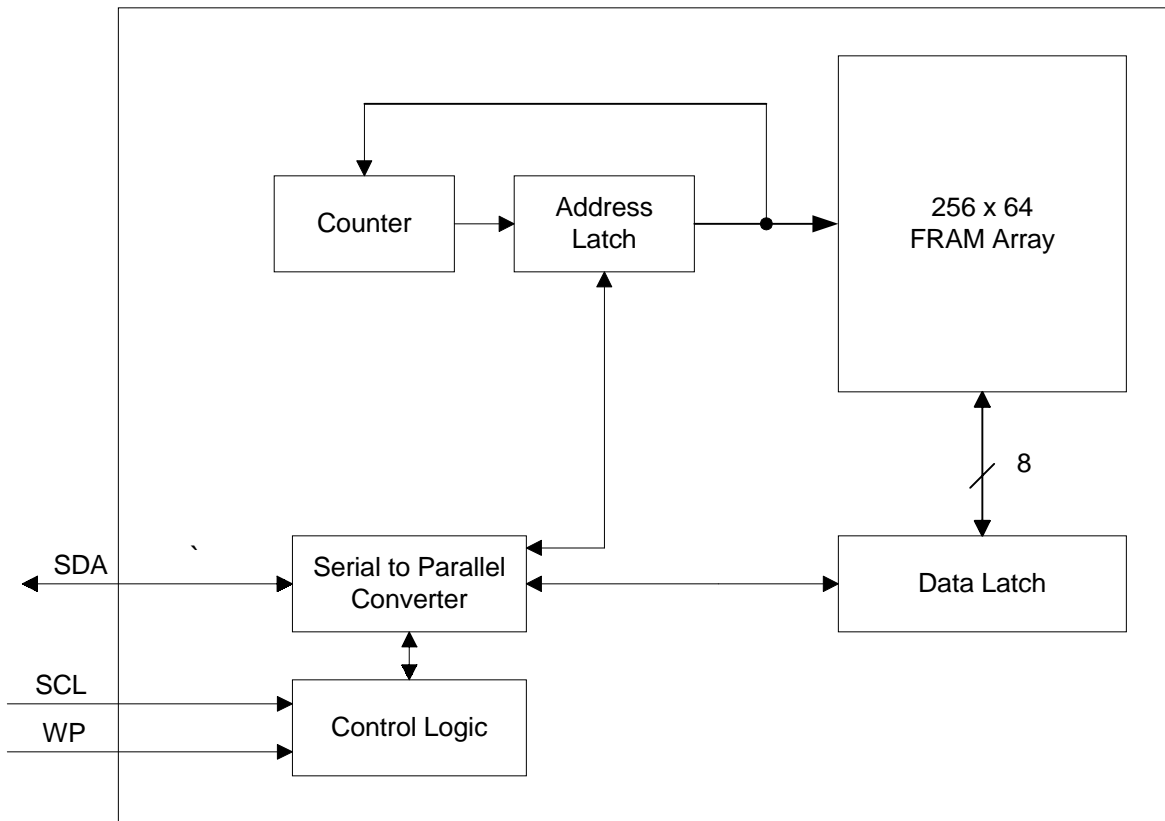 Counter
Address
Latch
256 x 64
FRAM Array
8
SDA
`
Serial to Parallel
Converter
Data Latch
SCL
WP
Control Logic